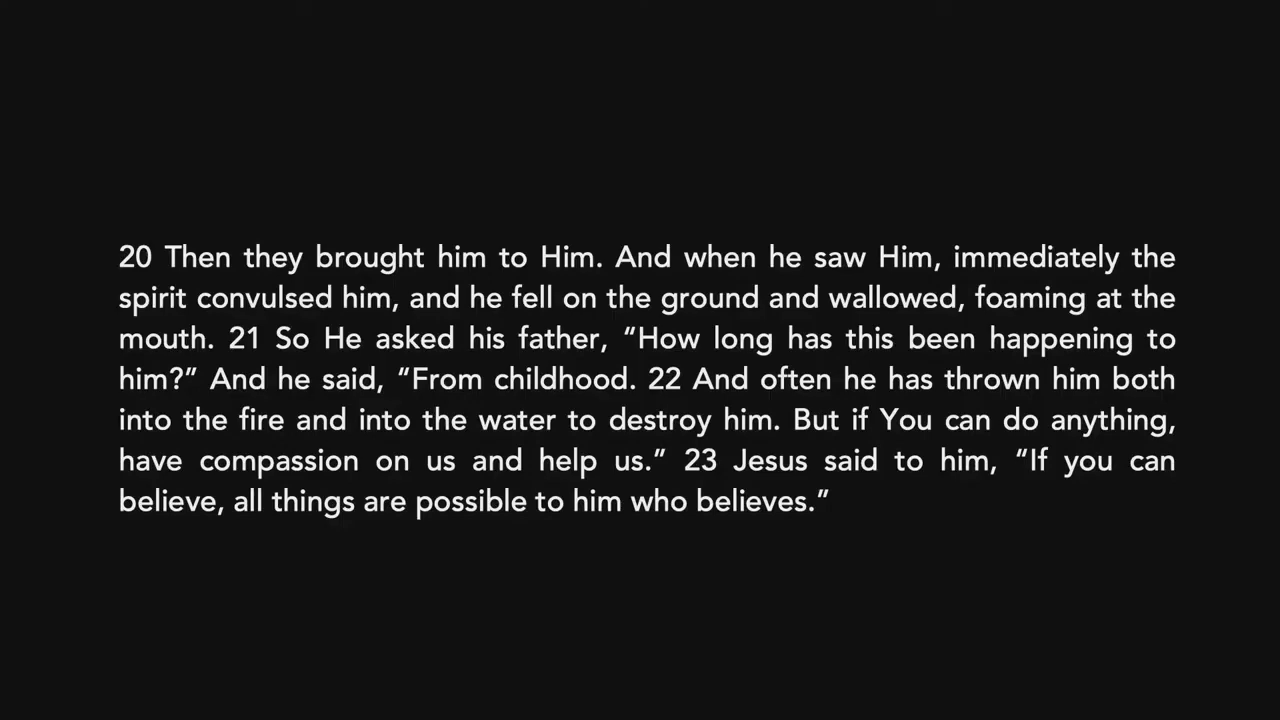 20 Then they brought him to Him. And when he saw Him, immediately the
spirit convulsed him, and he fell on the ground and wallowed, foaming at the
mouth. 21 So He asked his father, “How long has this been happening to
him?” And he said, “From childhood. 22 And often he has thrown him both
into the fire and into the water to destroy him. But if You can do anything,
have compassion on us and help us.” 23 Jesus said to him, “If you can
believe, all things are possible to him who believes.”